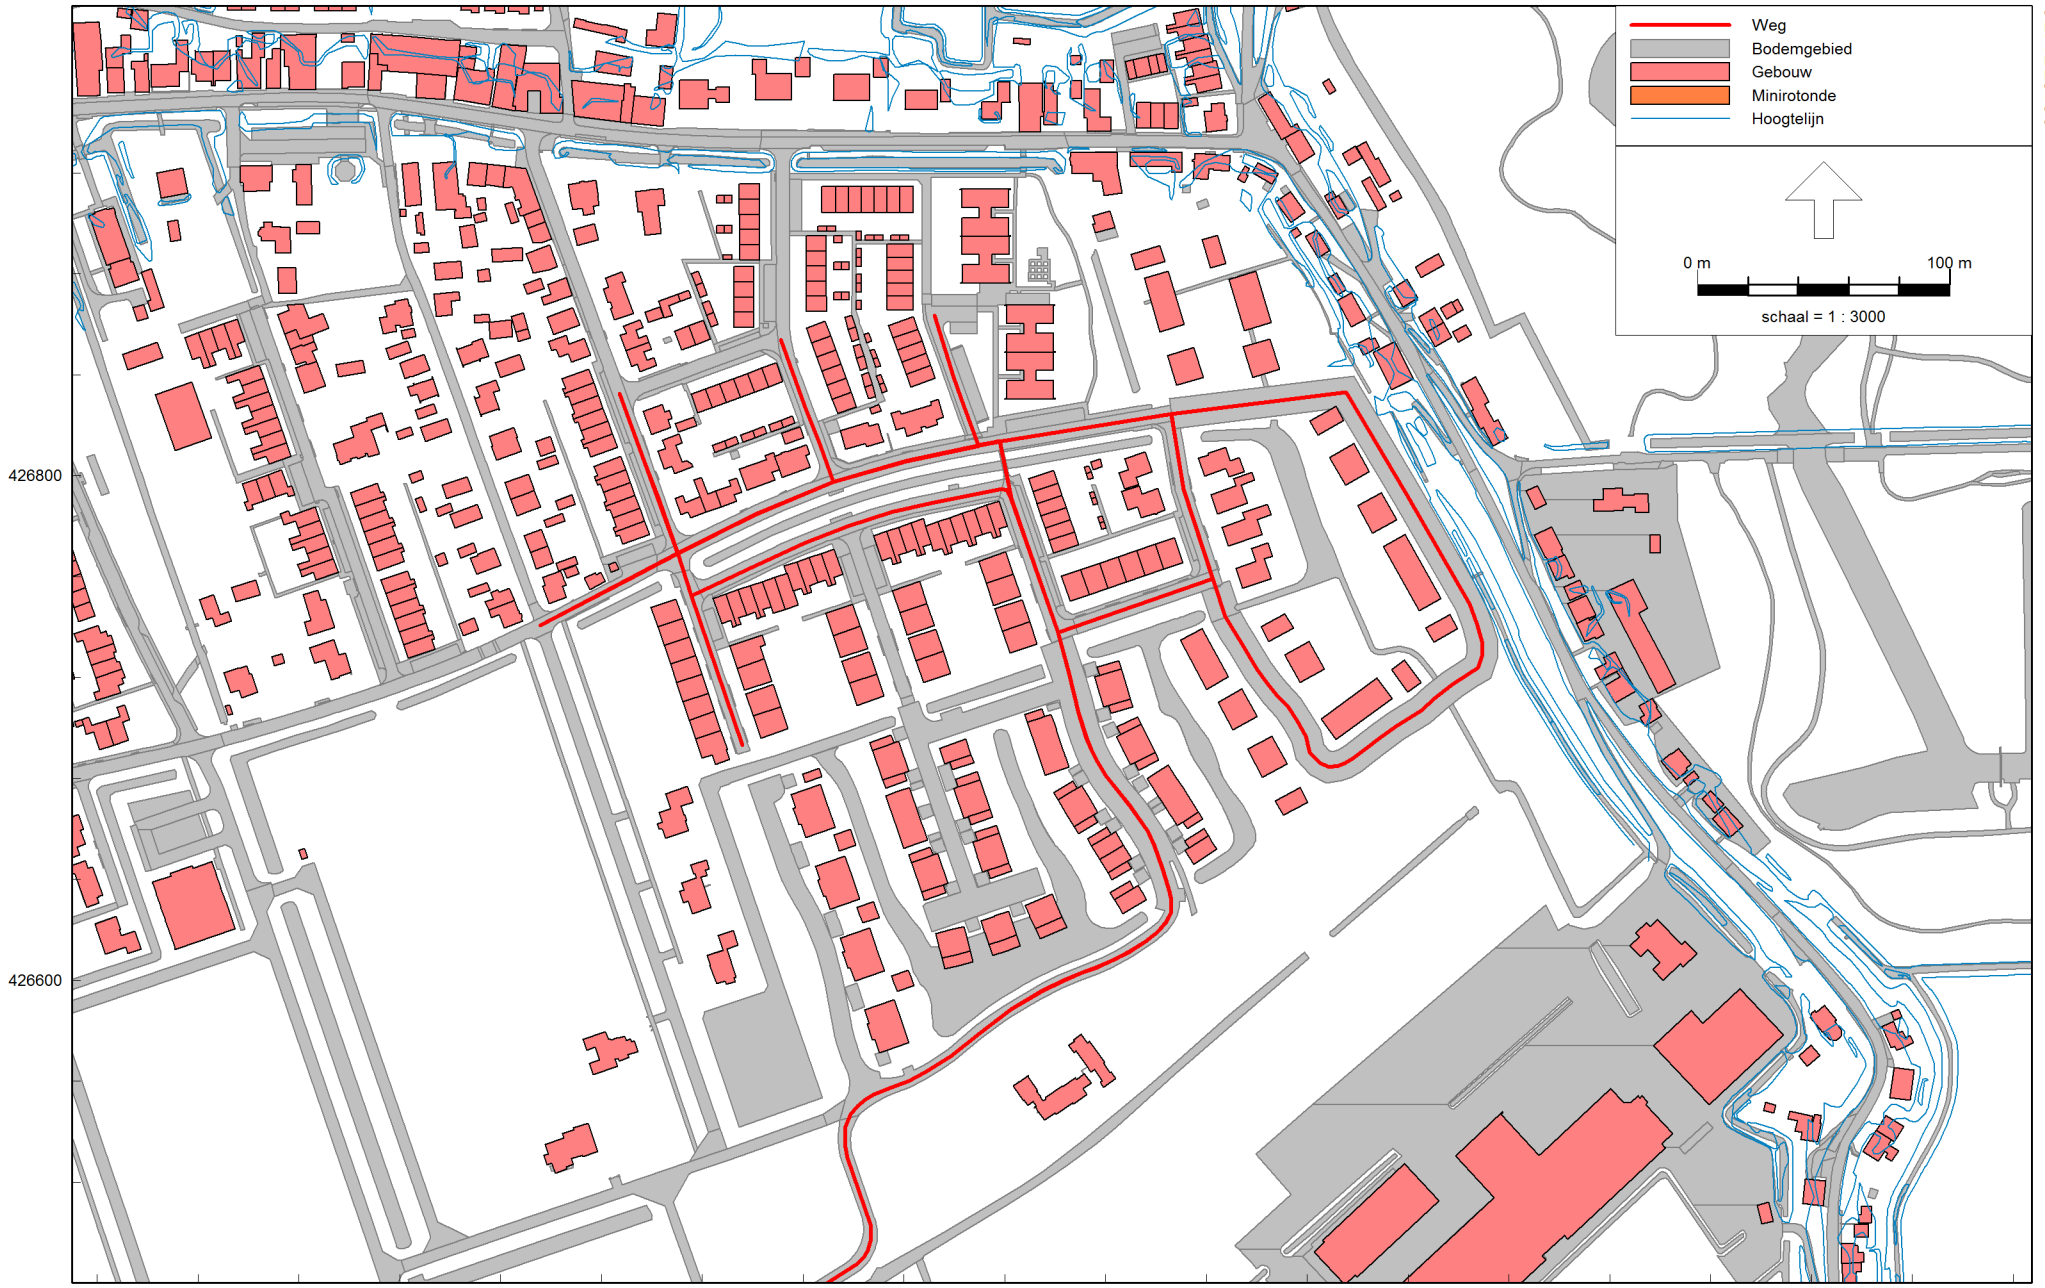 Weg
Bodemgebied
Gebouw
Minirotonde
Hoogtelijn
0 m 100 m
schaal = 1 : 3000
426800
426600